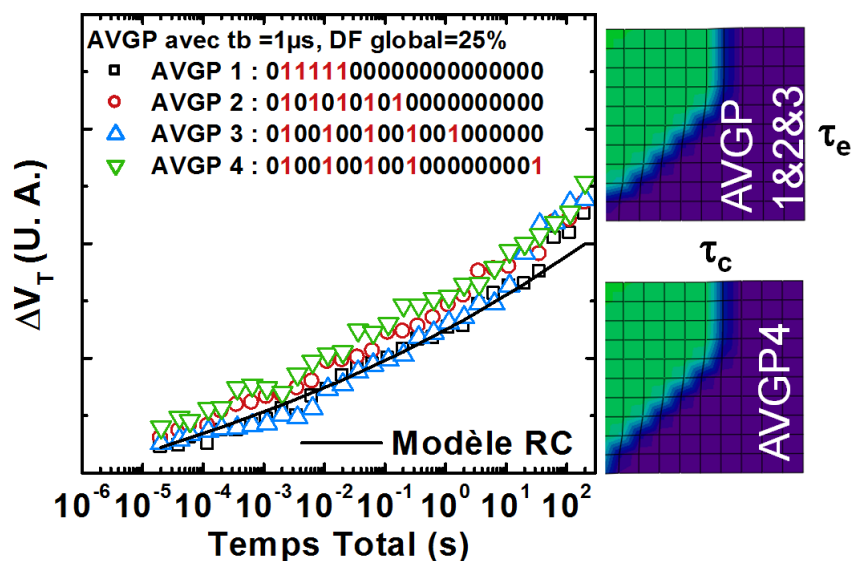 AVGP avec tb =1µs, DF global=25%
AVGP 1 : 01111100000000000000
AVGP 2 : 01010101010000000000
AVGP 3 : 01001001001001000000
AVGP 4 : 01001001001000000001
ΔV_T (U. A.)
Modèle RC
10⁻⁶ 10⁻⁵ 10⁻⁴ 10⁻³ 10⁻² 10⁻¹ 10⁰ 10¹ 10²
Temps Total (s)
AVGP
1&2&3
τe
τc
AVGP4